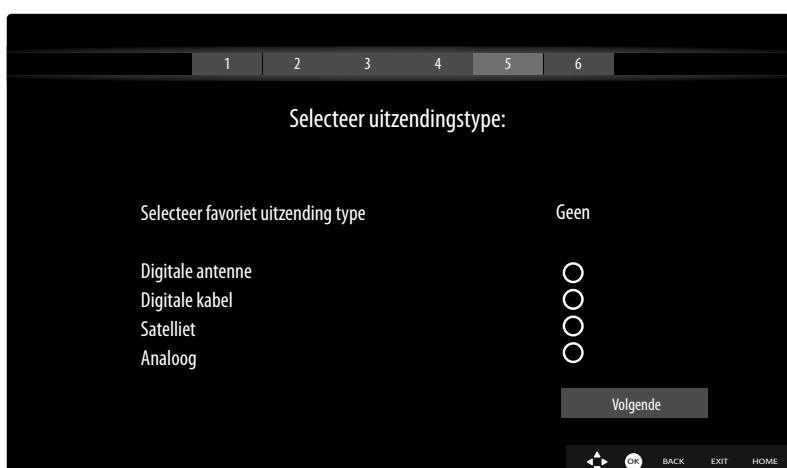 1 2 3 4 5 6
Selecteer uitzendingstype:
Selecteer favoriet uitzending type Geen
Digitale antenne
Digitale kabel
Satelliet
Analoog
Volgende
OK BACK EXIT HOME